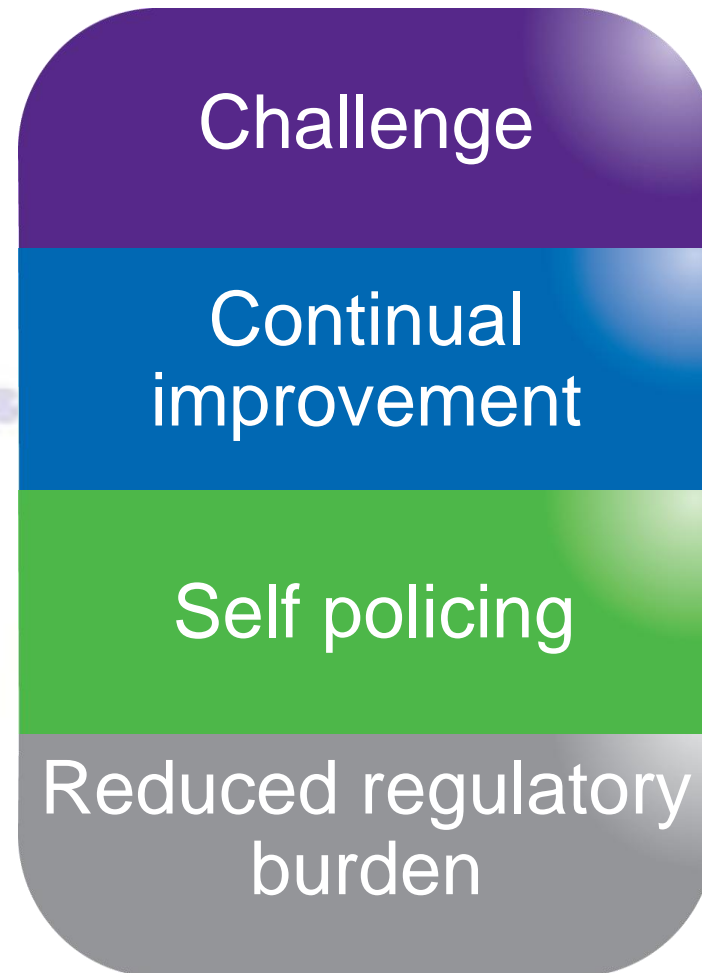 Challenge
Continual
improvement
Self policing
Reduced regulatory
burden